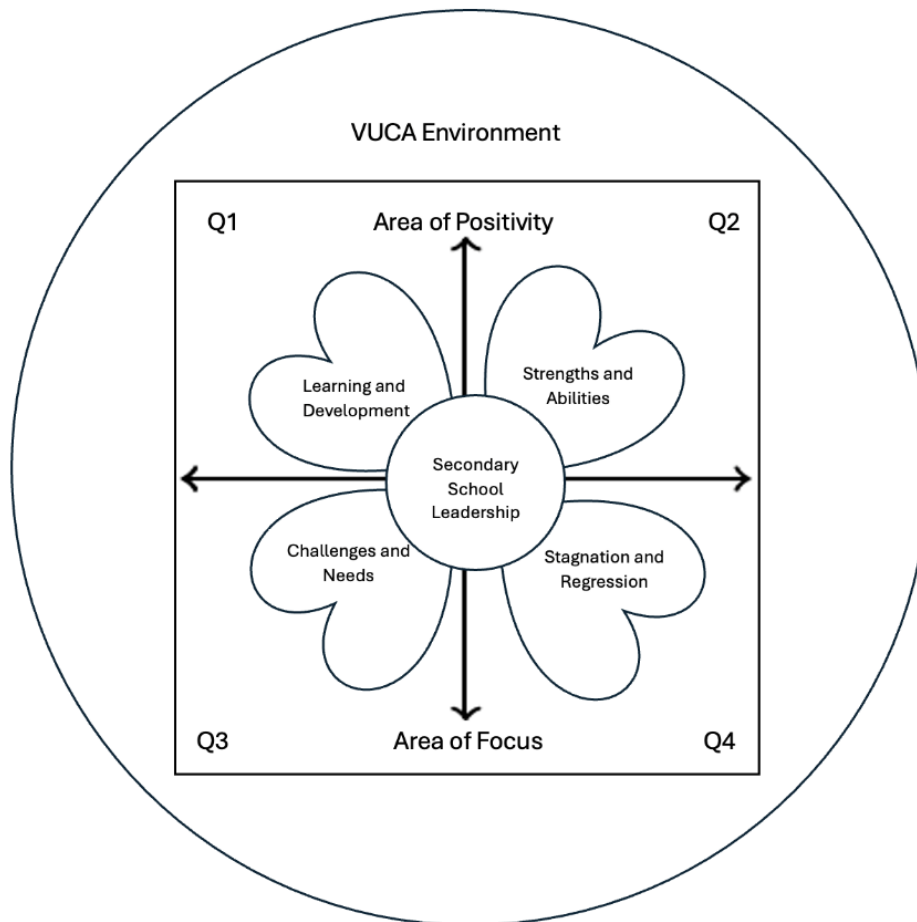 VUCA Environment
Q1
Area of Positivity
Q2
Learning and
Development
Strengths and
Abilities
Secondary
School
Leadership
Challenges and
Needs
Stagnation and
Regression
Q3
Area of Focus
Q4